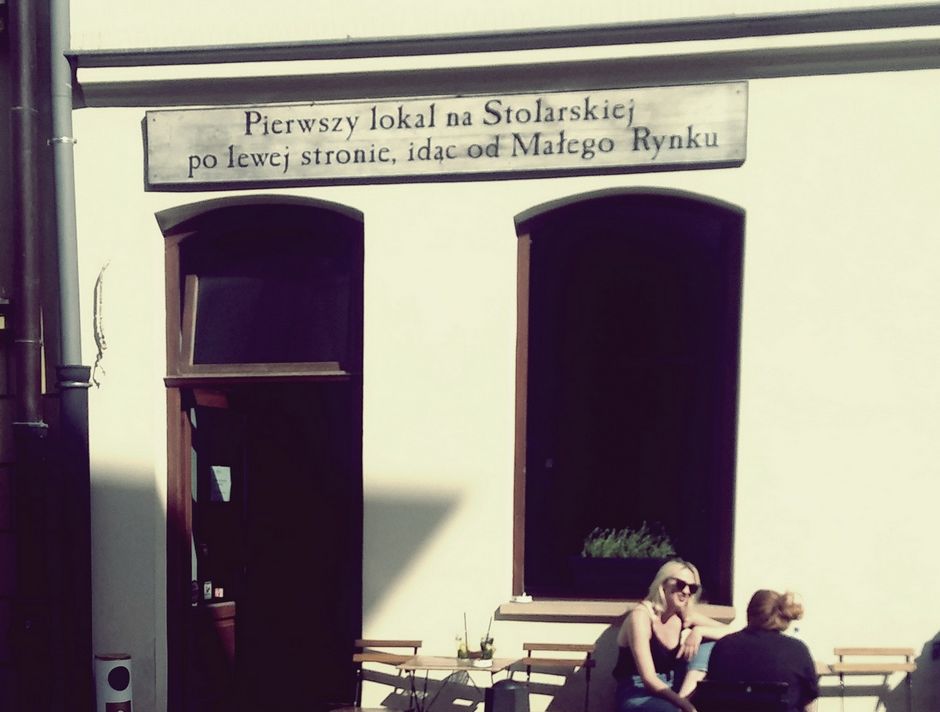 Pierwszy lokal na Stolarskiej
po lewej stronie, idąc od Małego Rynku